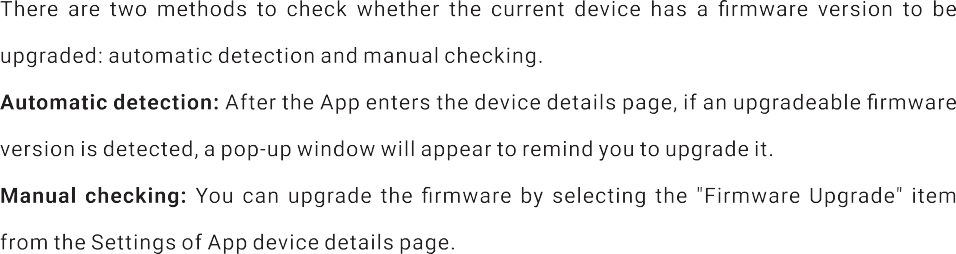 There are two methods to check whether the current device has a firmware version to be
upgraded: automatic detection and manual checking.
Automatic detection: After the App enters the device details page, if an upgradeable firmware
version is detected, a pop-up window will appear to remind you to upgrade it.
Manual checking: You can upgrade the firmware by selecting the "Firmware Upgrade" item
from the Settings of App device details page.